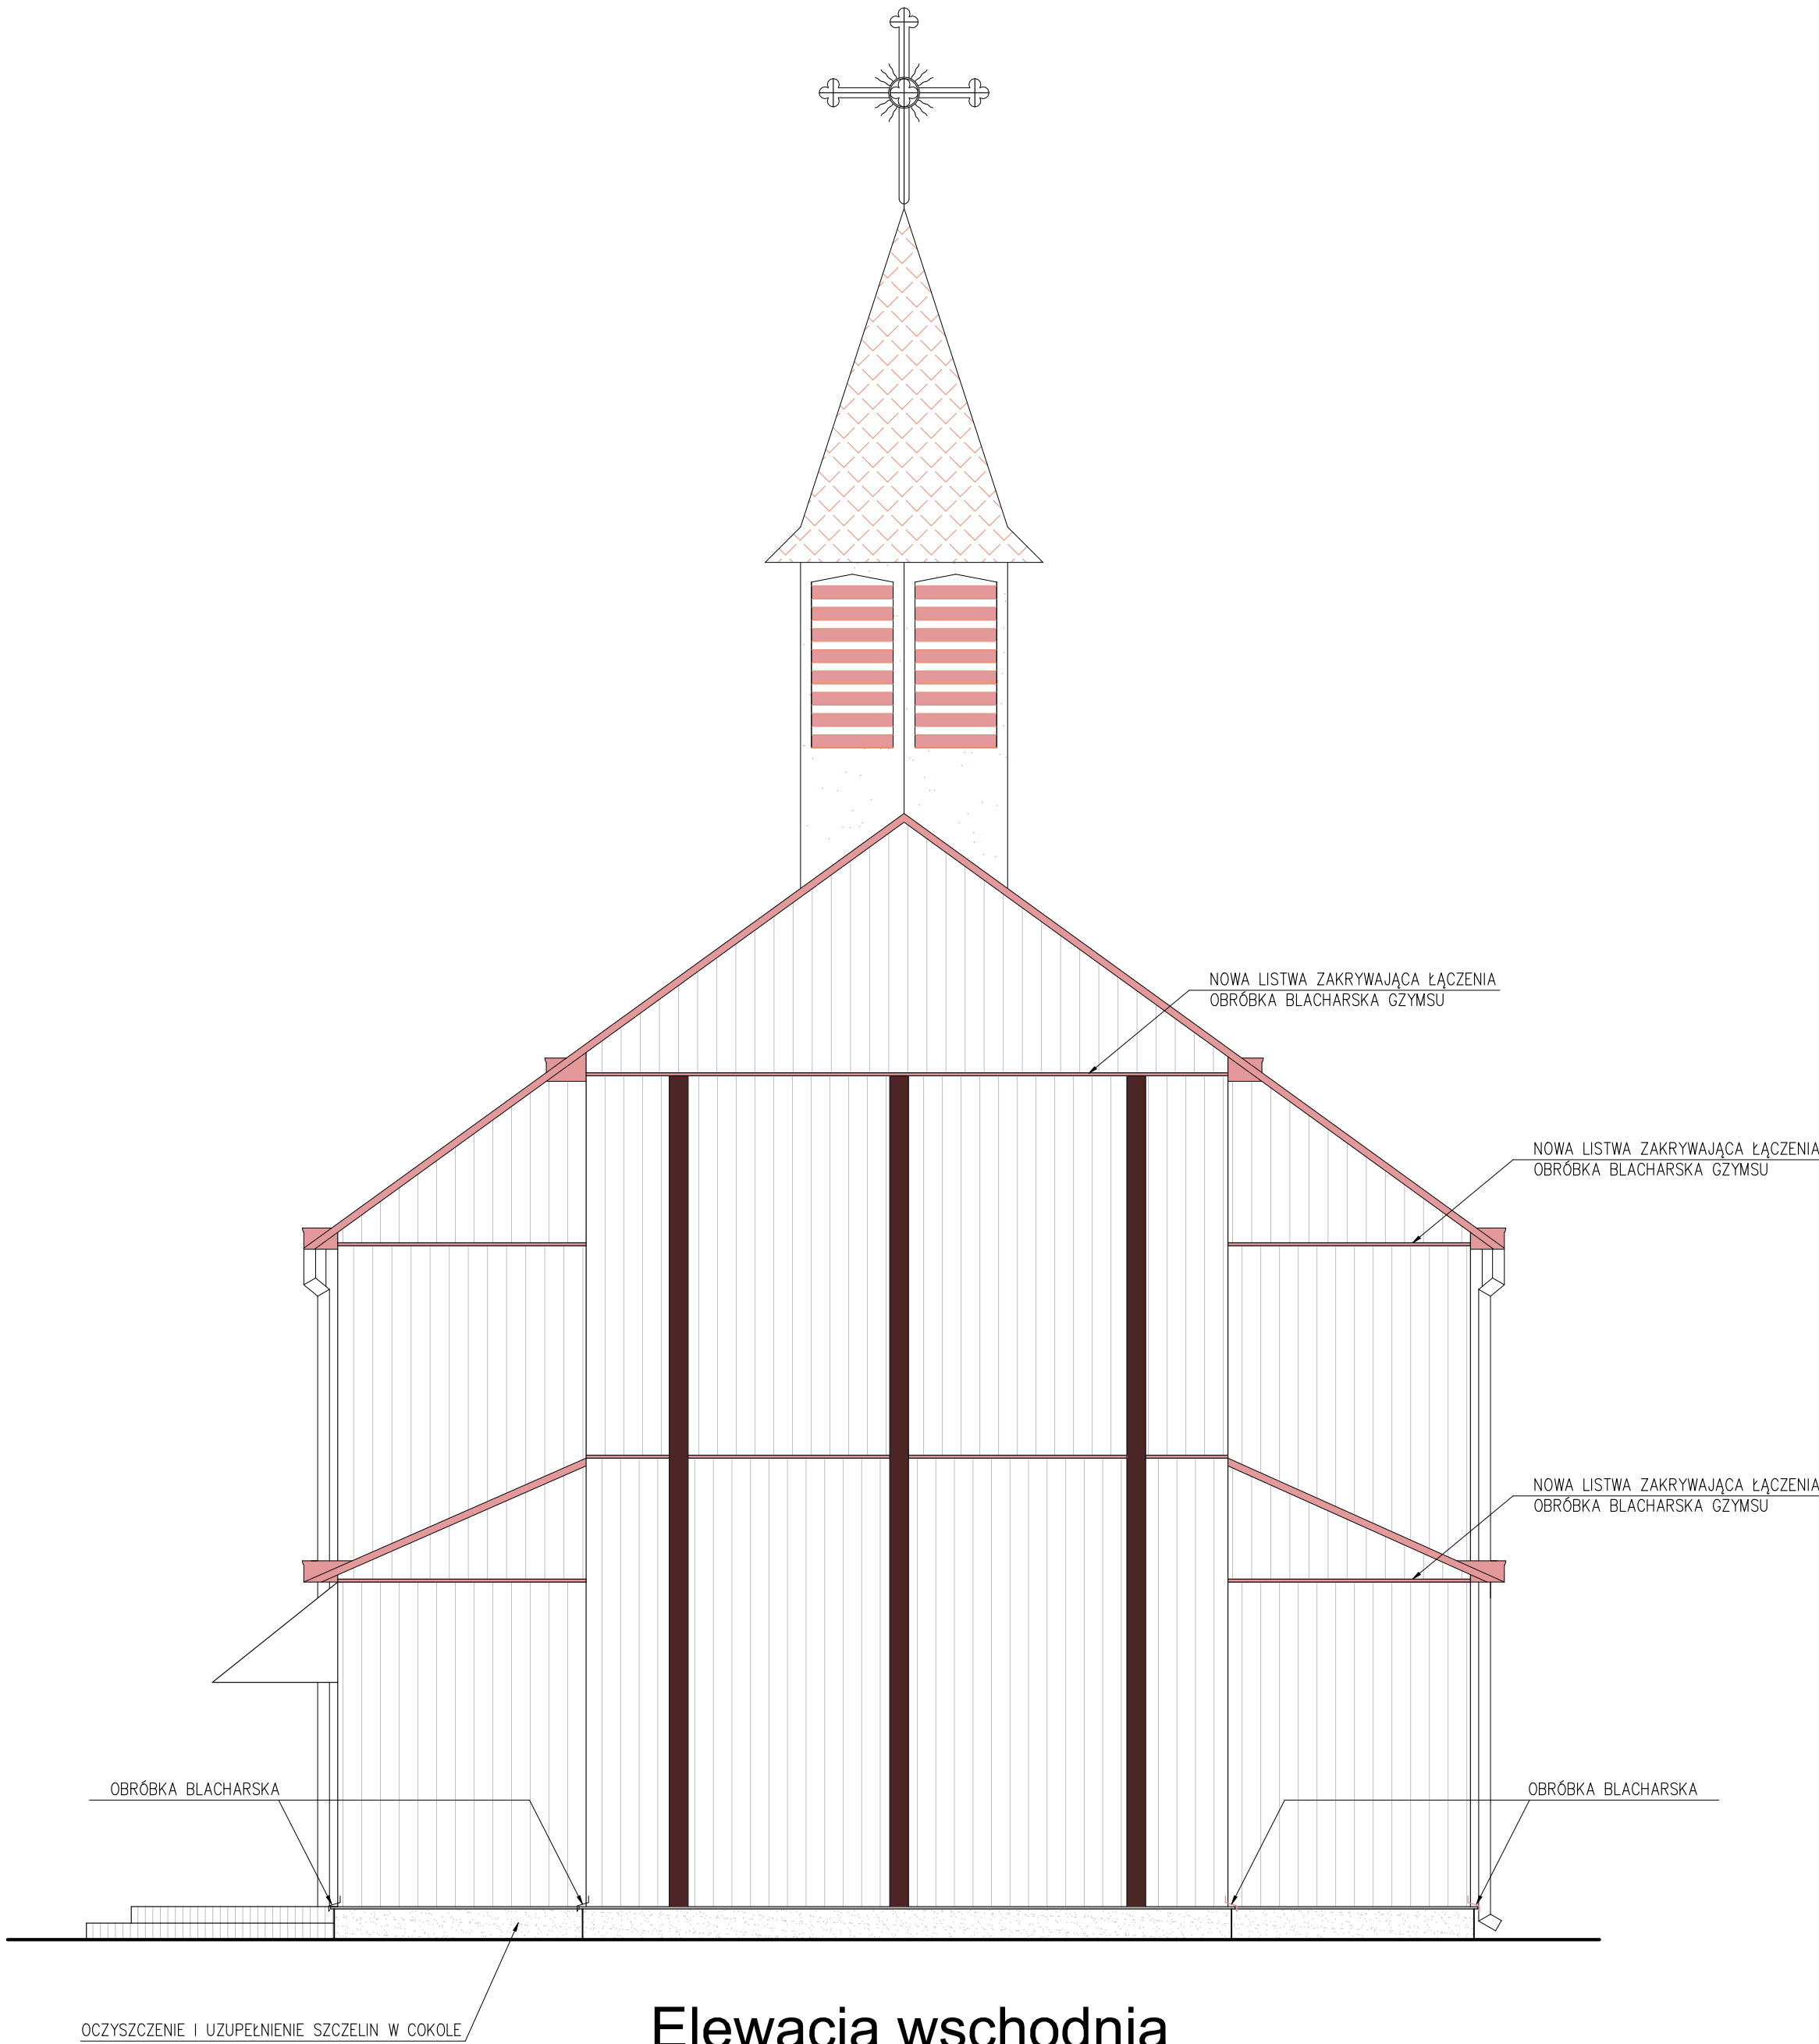 NOWA LISTWA ZAKRYWAJĄCA ŁĄCZENIA
OBRÓBKA BLACHARSKA GZYMSU
NOWA LISTWA ZAKRYWAJĄCA ŁĄCZENIA
OBRÓBKA BLACHARSKA GZYMSU
NOWA LISTWA ZAKRYWAJĄCA ŁĄCZENIA
OBRÓBKA BLACHARSKA GZYMSU
OBRÓBKA BLACHARSKA
OBRÓBKA BLACHARSKA
OCZYSZCZENIE I UZUPEŁNIENIE SZCZELIN W COKOLE
Elewacja wschodnia